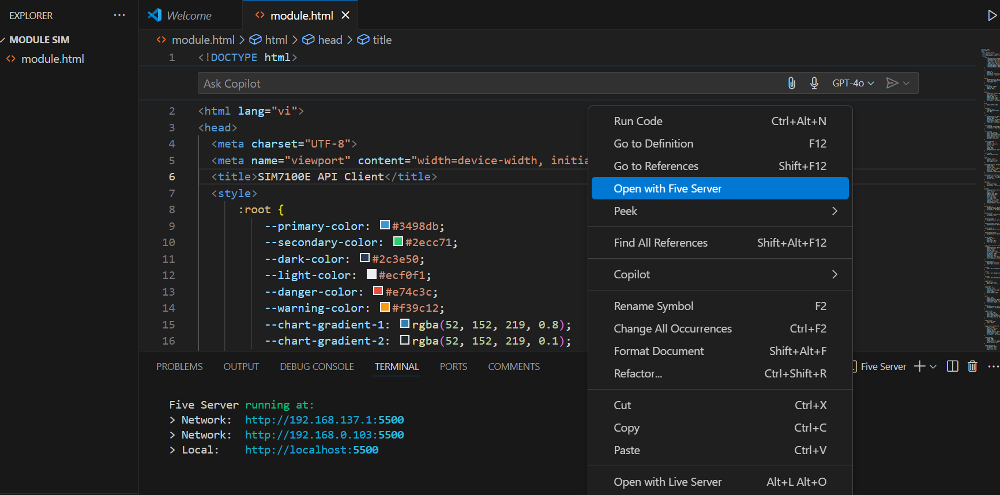 EXPLORER
MODULE SIM
module.html
Welcome
module.html
module.html > html > head > title
1 <!DOCTYPE html>
Ask Copilot
GPT-4o
2 <html lang="vi">
3 <head>
4 <meta charset="UTF-8">
5 <meta name="viewport" content="width=device-width, initia
6 <title>SIM7100E API Client</title>
7 <style>
8 :root {
9 --primary-color: #3498db;
10 --secondary-color: #2ecc71;
11 --dark-color: #2c3e50;
12 --light-color: #ecf0f1;
13 --danger-color: #e74c3c;
14 --warning-color: #f39c12;
15 --chart-gradient-1: rgba(52, 152, 219, 0.8);
16 --chart-gradient-2: rgba(52, 152, 219, 0.1);
Run Code Ctrl+Alt+N
Go to Definition F12
Go to References Shift+F12
Open with Five Server
Peek
Find All References Shift+Alt+F12
Copilot
Rename Symbol F2
Change All Occurrences Ctrl+F2
Format Document Shift+Alt+F
Refactor... Ctrl+Shift+R
Cut Ctrl+X
Copy Ctrl+C
Paste Ctrl+V
Open with Live Server Alt+L Alt+O
PROBLEMS OUTPUT DEBUG CONSOLE TERMINAL PORTS COMMENTS
Five Server
Five Server running at:
> Network: http://192.168.137.1:5500
> Network: http://192.168.0.103:5500
> Local: http://localhost:5500